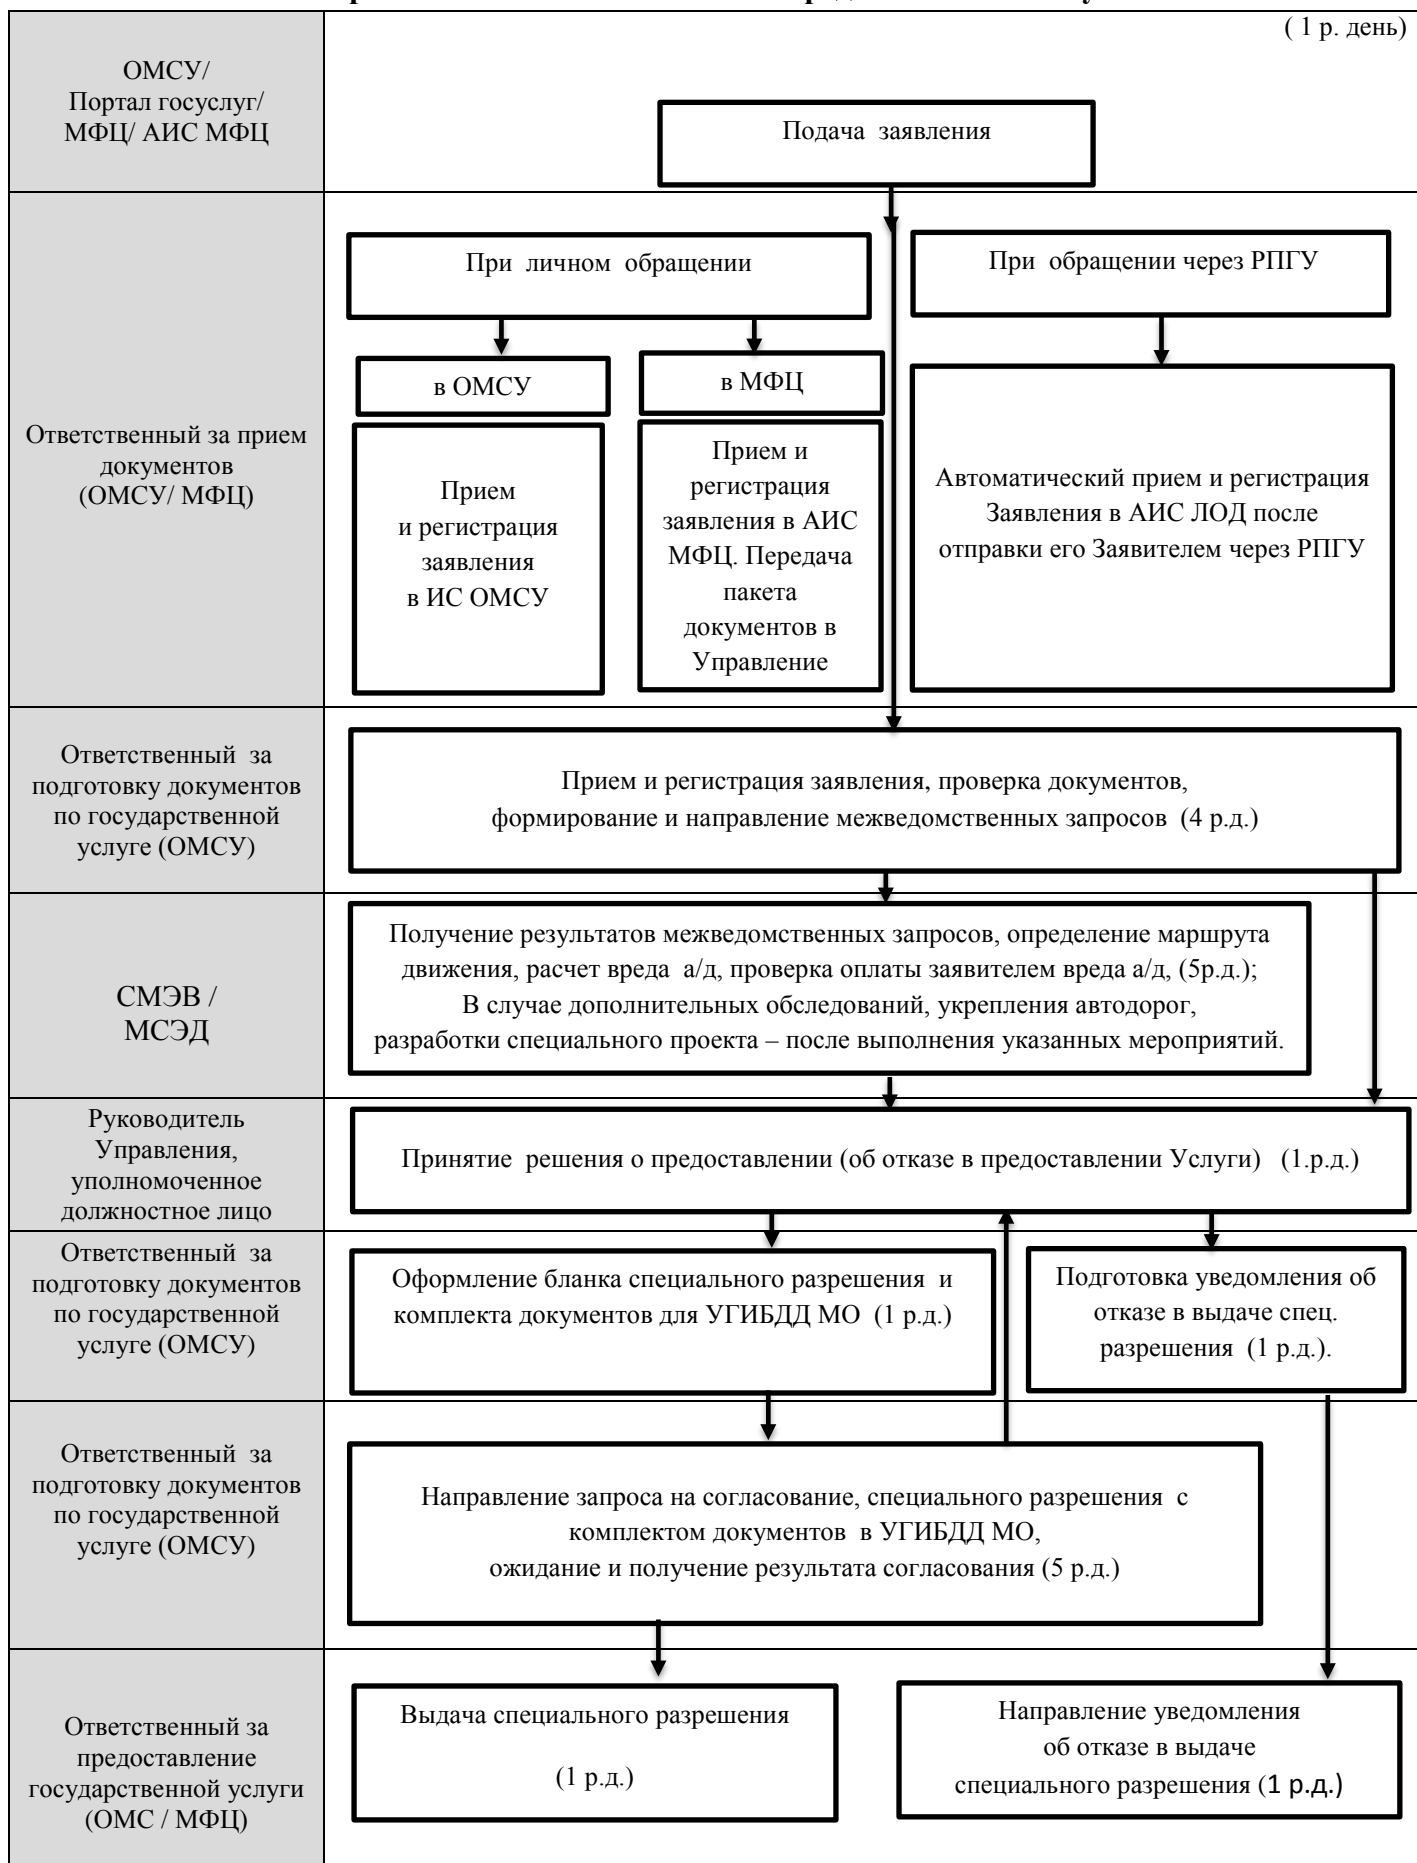 ( 1 р. день)
ОМСУ/
Портал госуслуг/
МФЦ/ АИС МФЦ
Подача заявления
Ответственный за прием
документов
(ОМСУ/ МФЦ)
При личном обращении
При обращении через РПГУ
в ОМСУ
в МФЦ
Прием
и регистрация
заявления
в ИС ОМСУ
Прием и
регистрация
заявления в АИС
МФЦ. Передача
пакета
документов в
Управление
Автоматический прием и регистрация
Заявления в АИС ЛОД после
отправки его Заявителем через РПГУ
Ответственный за
подготовку документов
по государственной
услуге (ОМСУ)
Прием и регистрация заявления, проверка документов,
формирование и направление межведомственных запросов (4 р.д.)
СМЭВ /
МСЭД
Получение результатов межведомственных запросов, определение маршрута
движения, расчет вреда а/д, проверка оплаты заявителем вреда а/д, (5р.д.);
В случае дополнительных обследований, укрепления автодорог,
разработки специального проекта – после выполнения указанных мероприятий.
Руководитель
Управления,
уполномоченное
должностное лицо
Принятие решения о предоставлении (об отказе в предоставлении Услуги) (1.р.д.)
Ответственный за
подготовку документов
по государственной
услуге (ОМСУ)
Оформление бланка специального разрешения и
комплекта документов для УГИБДД МО (1 р.д.)
Подготовка уведомления об
отказе в выдаче спец.
разрешения (1 р.д.).
Ответственный за
подготовку документов
по государственной
услуге (ОМСУ)
Направление запроса на согласование, специального разрешения с
комплектом документов в УГИБДД МО,
ожидание и получение результата согласования (5 р.д.)
Ответственный за
предоставление
государственной услуги
(ОМС / МФЦ)
Выдача специального разрешения
(1 р.д.)
Направление уведомления
об отказе в выдаче
специального разрешения (1 р.д.)